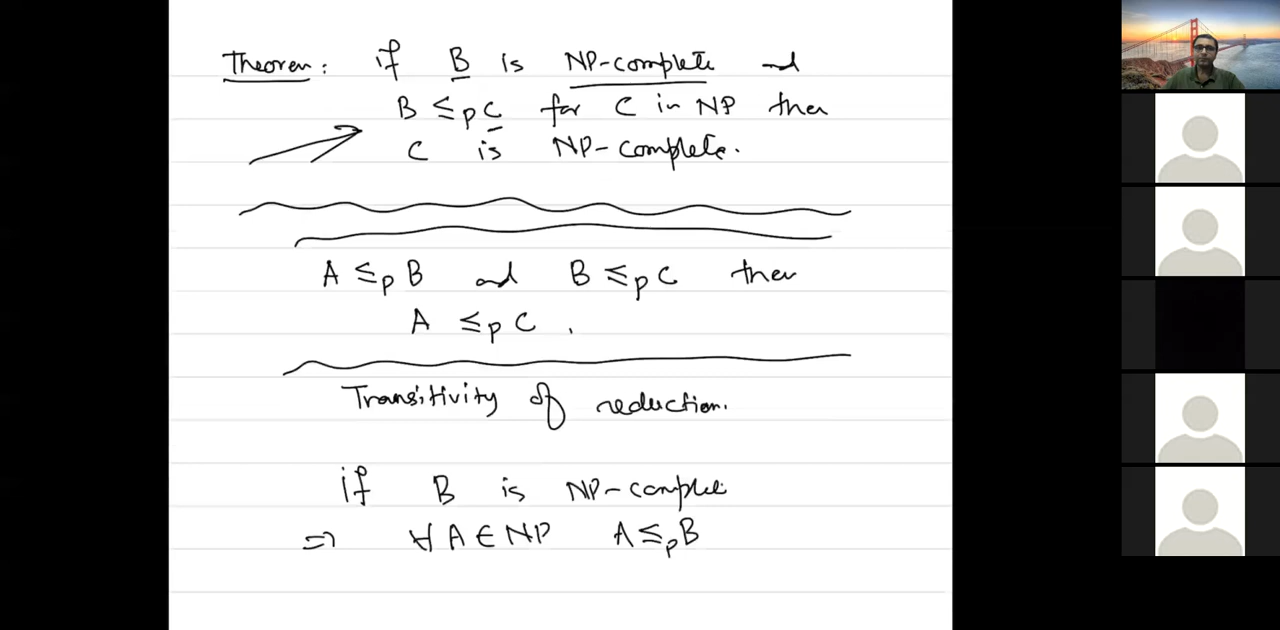 Theorem: if B is NP-complete and
B ≤p C for C in NP then
C is NP-complete.
A ≤p B and B ≤p C then
A ≤p C .
Transitivity of reduction.
if B is NP-complete
⇒ ∀ A ∈ NP A ≤p B